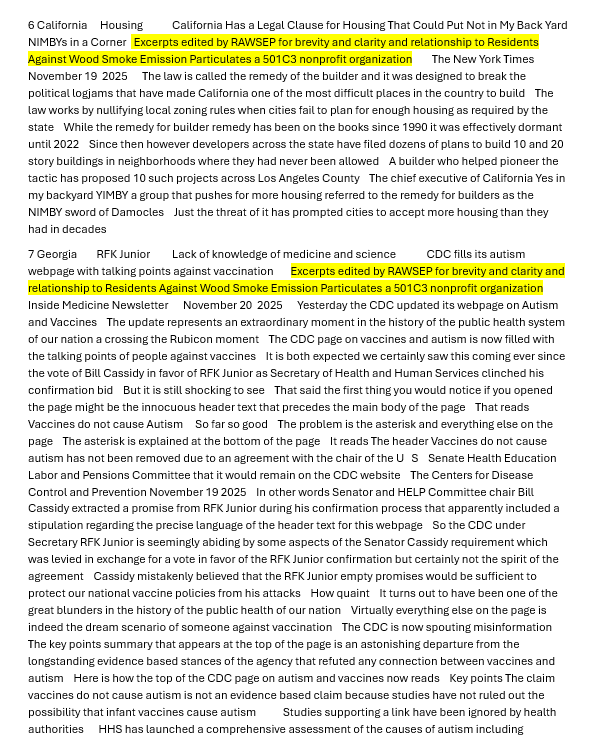 6 California Housing California Has a Legal Clause for Housing That Could Put Not in My Back Yard
NIMBYs in a Corner Excerpts edited by RAWSEP for brevity and clarity and relationship to Residents
Against Wood Smoke Emission Particulates a 501C3 nonprofit organization The New York Times
November 19 2025 The law is called the remedy of the builder and it was designed to break the
political logjams that have made California one of the most difficult places in the country to build The
law works by nullifying local zoning rules when cities fail to plan for enough housing as required by the
state While the remedy for builder remedy has been on the books since 1990 it was effectively dormant
until 2022 Since then however developers across the state have filed dozens of plans to build 10 and 20
story buildings in neighborhoods where they had never been allowed A builder who helped pioneer the
tactic has proposed 10 such projects across Los Angeles County The chief executive of California Yes in
my backyard YIMBY a group that pushes for more housing referred to the remedy for builders as the
NIMBY sword of Damocles Just the threat of it has prompted cities to accept more housing than they
had in decades
7 Georgia RFK Junior Lack of knowledge of medicine and science CDC fills its autism
webpage with talking points against vaccination Excerpts edited by RAWSEP for brevity and clarity and
relationship to Residents Against Wood Smoke Emission Particulates a 501C3 nonprofit organization
Inside Medicine Newsletter November 20 2025 Yesterday the CDC updated its webpage on Autism
and Vaccines The update represents an extraordinary moment in the history of the public health system
of our nation a crossing the Rubicon moment The CDC page on vaccines and autism is now filled with
the talking points of people against vaccines It is both expected we certainly saw this coming ever since
the vote of Bill Cassidy in favor of RFK Junior as Secretary of Health and Human Services clinched his
confirmation bid But it is still shocking to see That said the first thing you would notice if you opened
the page might be the innocuous header text that precedes the main body of the page That reads
Vaccines do not cause Autism So far so good The problem is the asterisk and everything else on the
page The asterisk is explained at the bottom of the page It reads The header Vaccines do not cause
autism has not been removed due to an agreement with the chair of the U S Senate Health Education
Labor and Pensions Committee that it would remain on the CDC website The Centers for Disease
Control and Prevention November 19 2025 In other words Senator and HELP Committee chair Bill
Cassidy extracted a promise from RFK Junior during his confirmation process that apparently included a
stipulation regarding the precise language of the header text for this webpage So the CDC under
Secretary RFK Junior is seemingly abiding by some aspects of the Senator Cassidy requirement which
was levied in exchange for a vote in favor of the RFK Junior confirmation but certainly not the spirit of the
agreement Cassidy mistakenly believed that the RFK Junior empty promises would be sufficient to
protect our national vaccine policies from his attacks How quaint It turns out to have been one of the
great blunders in the history of the public health of our nation Virtually everything else on the page is
indeed the dream scenario of someone against vaccination The CDC is now spouting misinformation
The key points summary that appears at the top of the page is an astonishing departure from the
longstanding evidence based stances of the agency that refuted any connection between vaccines and
autism Here is how the top of the CDC page on autism and vaccines now reads Key points The claim
vaccines do not cause autism is not an evidence based claim because studies have not ruled out the
possibility that infant vaccines cause autism Studies supporting a link have been ignored by health
authorities HHS has launched a comprehensive assessment of the causes of autism including